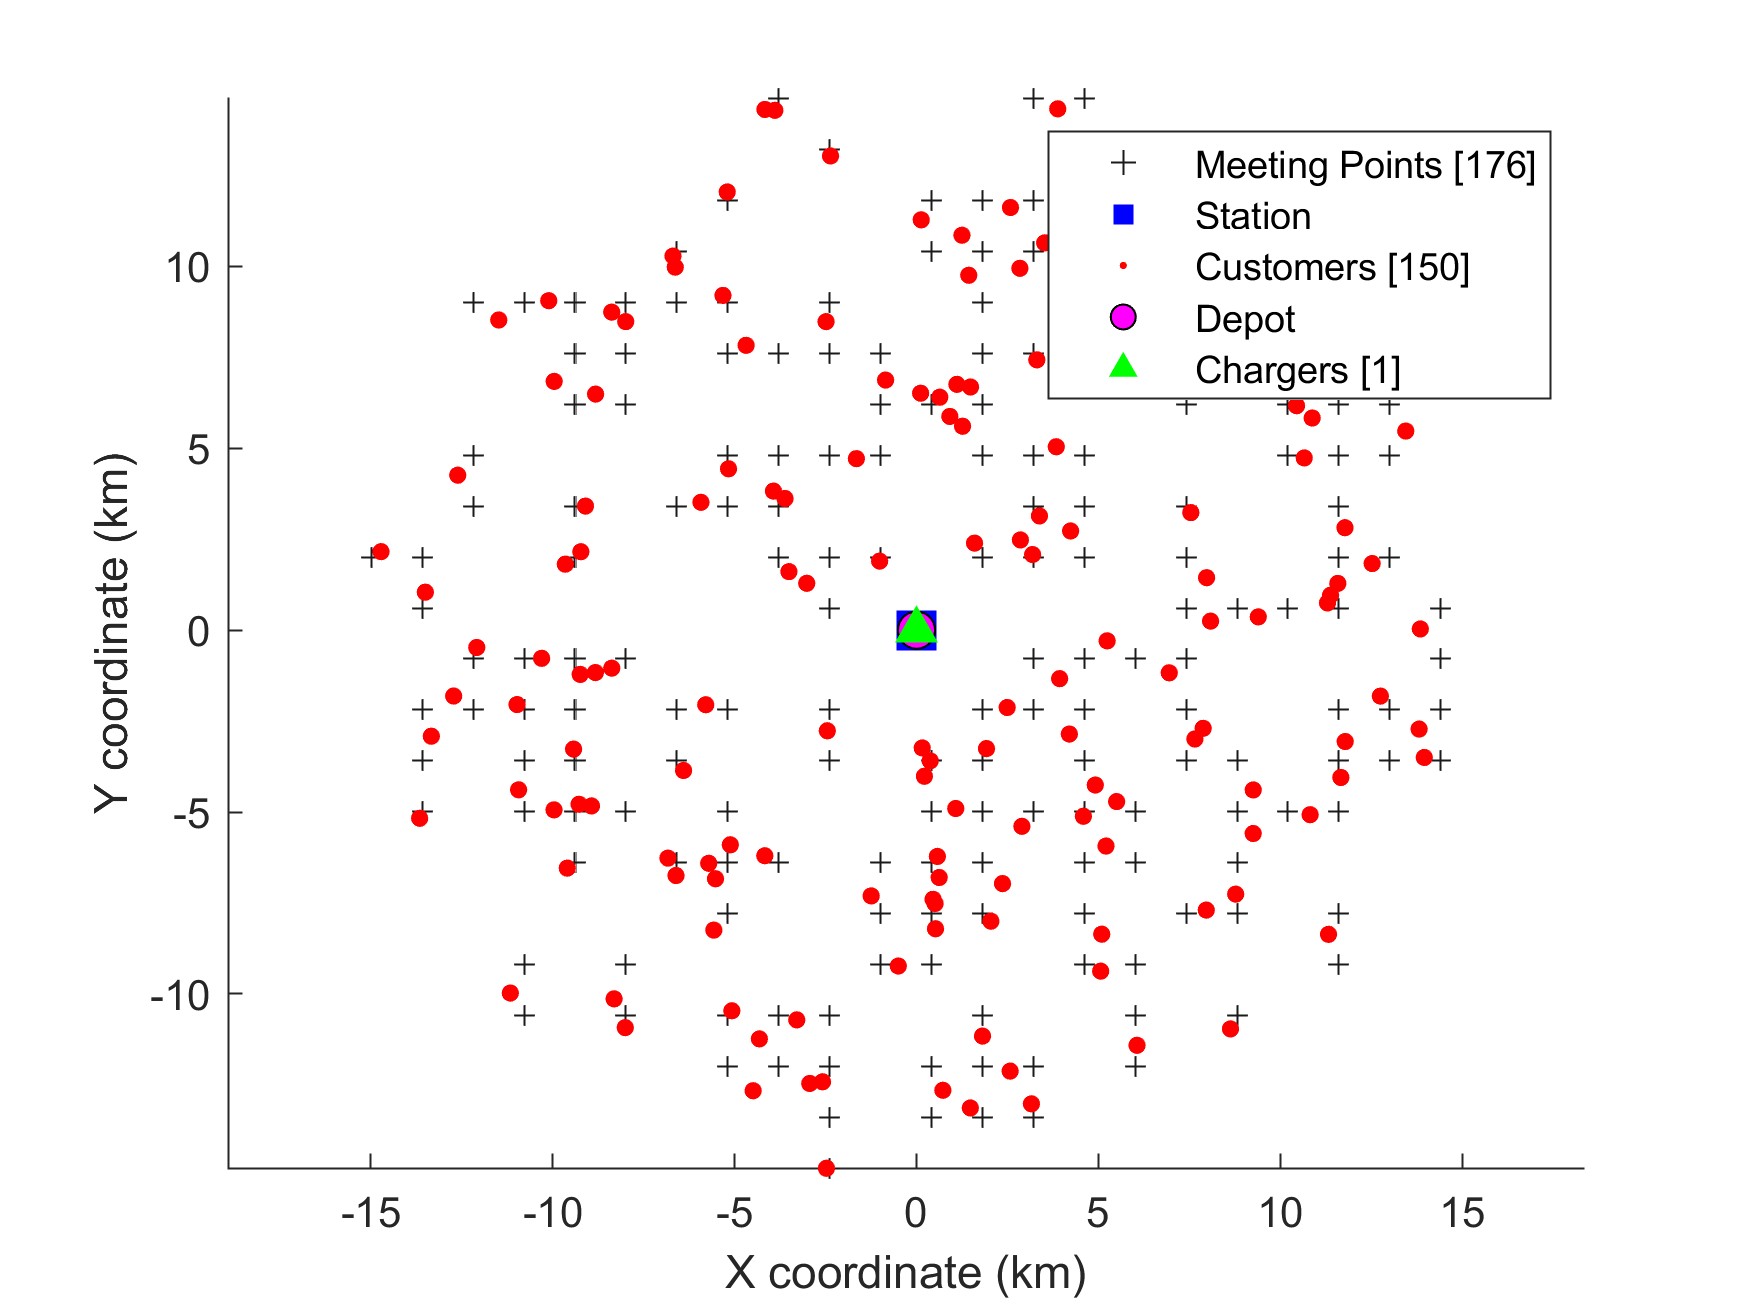 Meeting Points [176]
Station
Customers [150]
Depot
Chargers [1]
10
5
0
-5
-10
Y coordinate (km)
-15
-10
-5
0
5
10
15
X coordinate (km)